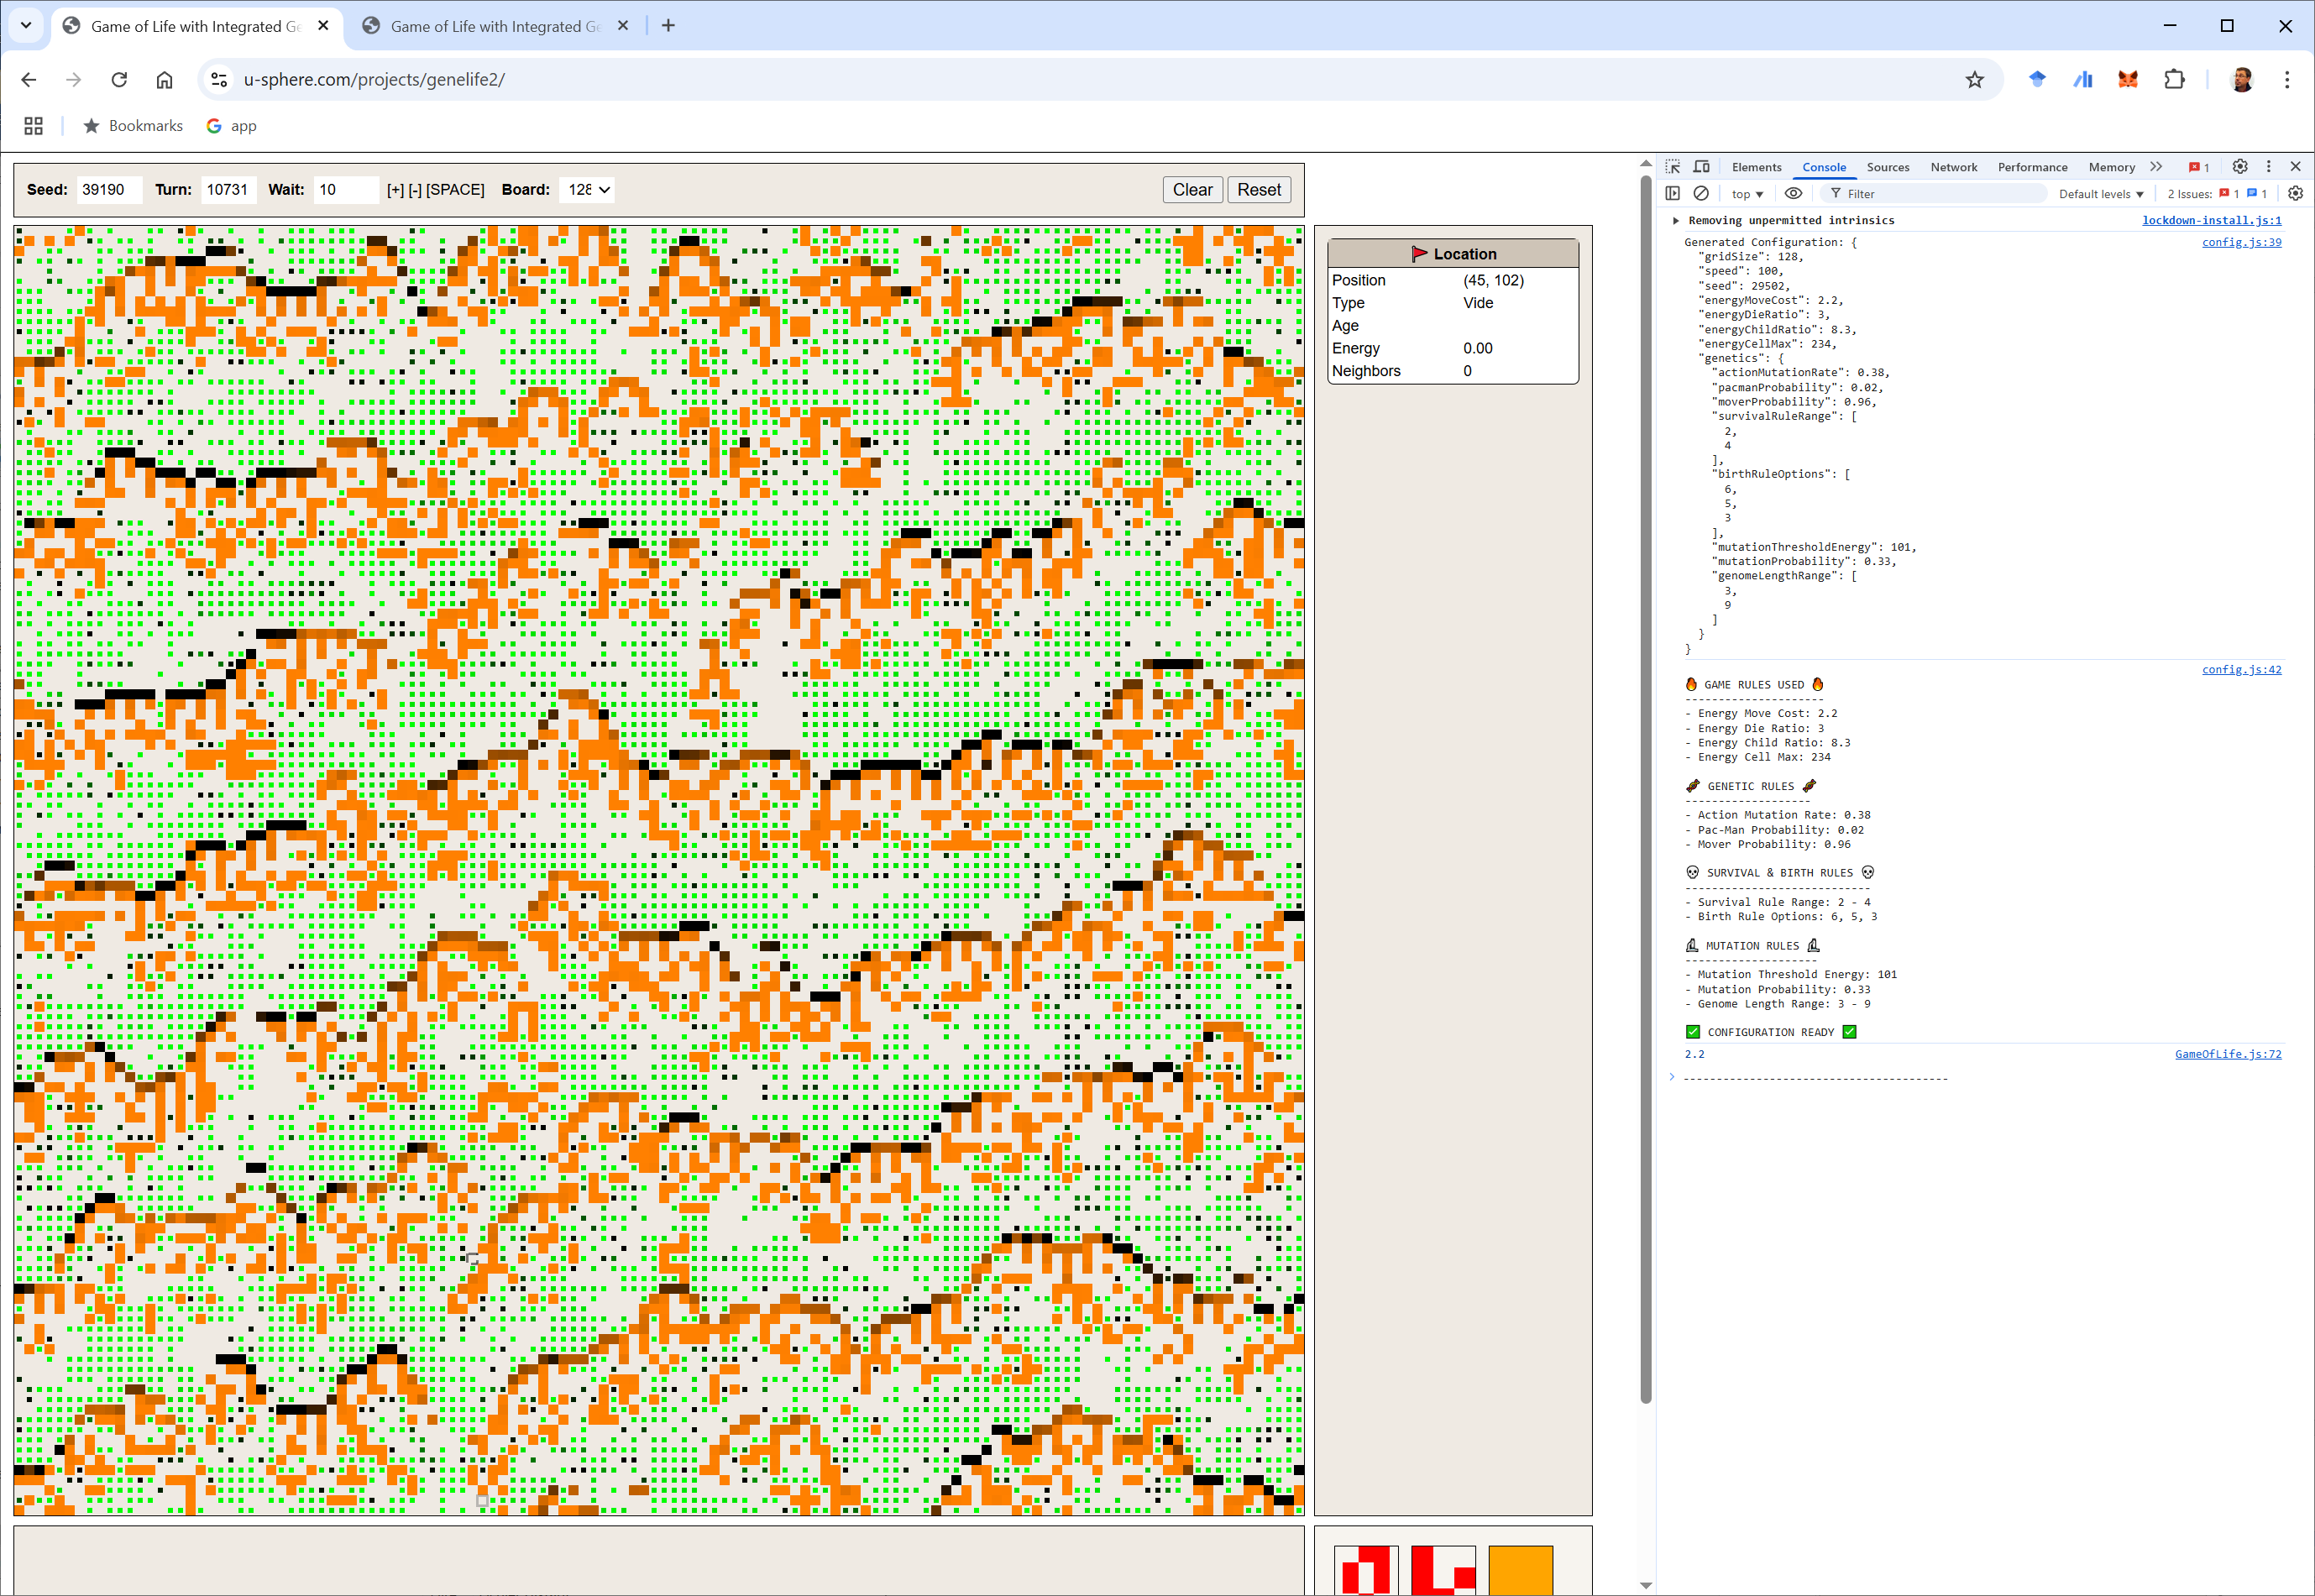 Game of Life with Integrated Ge
Game of Life with Integrated Ge
u-sphere.com/projects/genelife2/
Bookmarks
app
Seed: 39190 Turn: 10731 Wait: 10 [+] [-] [SPACE] Board: 128
Clear
Reset
Location
Position (45, 102)
Type Vide
Age
Energy 0.00
Neighbors 0
Elements Console Sources Network Performance Memory 1
top Filter Default levels 2 Issues: 1 1
Removing unpermitted intrinsics lockdown-install.js:1
Generated Configuration: { config.js:39
"gridSize": 128,
"speed": 100,
"seed": 29502,
"energyMoveCost": 2.2,
"energyDieRatio": 3,
"energyChildRatio": 8.3,
"energyCellMax": 234,
"genetics": {
"actionMutationRate": 0.38,
"pacmanProbability": 0.02,
"moverProbability": 0.96,
"survivalRuleRange": [
2,
4
],
"birthRuleOptions": [
6,
5,
3
],
"mutationThresholdEnergy": 101,
"mutationProbability": 0.33,
"genomeLengthRange": [
3,
9
]
}
}
config.js:42
GAME RULES USED
---------------------
- Energy Move Cost: 2.2
- Energy Die Ratio: 3
- Energy Child Ratio: 8.3
- Energy Cell Max: 234
GENETIC RULES
-------------------
- Action Mutation Rate: 0.38
- Pac-Man Probability: 0.02
- Mover Probability: 0.96
SURVIVAL & BIRTH RULES
----------------------------
- Survival Rule Range: 2 - 4
- Birth Rule Options: 6, 5, 3
MUTATION RULES
--------------------
- Mutation Threshold Energy: 101
- Mutation Probability: 0.33
- Genome Length Range: 3 - 9
CONFIGURATION READY
2.2 GameOfLife.js:72
----------------------------------------